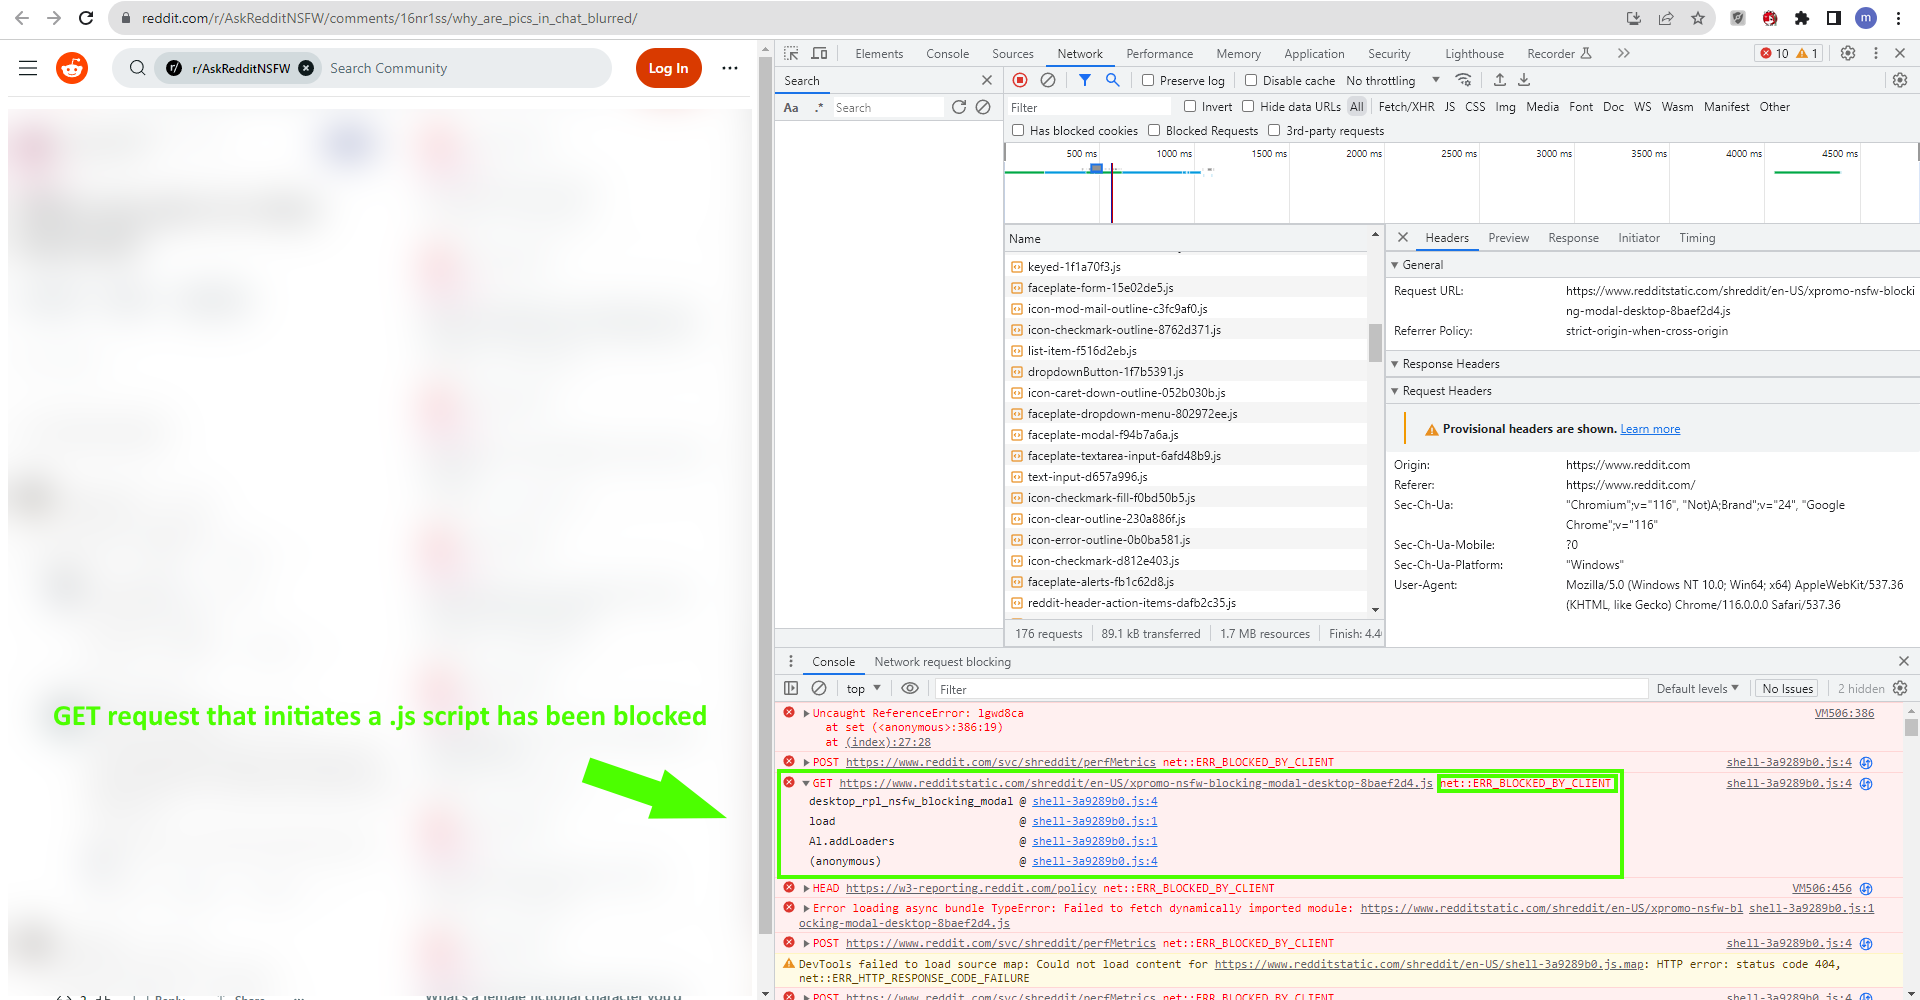 reddit.com/r/AskRedditNSFW/comments/16nr1ss/why_are_pics_in_chat_blurred/
m
r/ r/AskRedditNSFW Search Community
Log In
GET request that initiates a .js script has been blocked
Elements Console Sources Network Performance Memory Application Security Lighthouse Recorder
10 1
Search
Aa .* Search
Preserve log Disable cache No throttling
Filter Invert Hide data URLs All Fetch/XHR JS CSS Img Media Font Doc WS Wasm Manifest Other
Has blocked cookies Blocked Requests 3rd-party requests
500 ms 1000 ms 1500 ms 2000 ms 2500 ms 3000 ms 3500 ms 4000 ms 4500 ms
Name
keyed-1f1a70f3.js
faceplate-form-15e02de5.js
icon-mod-mail-outline-c3fc9af0.js
icon-checkmark-outline-8762d371.js
list-item-f516d2eb.js
dropdownButton-1f7b5391.js
icon-caret-down-outline-052b030b.js
faceplate-dropdown-menu-802972ee.js
faceplate-modal-f94b7a6a.js
faceplate-textarea-input-6afd48b9.js
text-input-d657a996.js
icon-checkmark-fill-f0bd50b5.js
icon-clear-outline-230a886f.js
icon-error-outline-0b0ba581.js
icon-checkmark-d812e403.js
faceplate-alerts-fb1c62d8.js
reddit-header-action-items-dafb2c35.js
176 requests 89.1 kB transferred 1.7 MB resources Finish: 4.4
Headers Preview Response Initiator Timing
General
Request URL: https://www.redditstatic.com/shreddit/en-US/xpromo-nsfw-blocki
ng-modal-desktop-8baef2d4.js
Referrer Policy: strict-origin-when-cross-origin
Response Headers
Request Headers
Provisional headers are shown. Learn more
Origin: https://www.reddit.com
Referer: https://www.reddit.com/
Sec-Ch-Ua: "Chromium";v="116", "Not)A;Brand";v="24", "Google
Chrome";v="116"
Sec-Ch-Ua-Mobile: ?0
Sec-Ch-Ua-Platform: "Windows"
User-Agent: Mozilla/5.0 (Windows NT 10.0; Win64; x64) AppleWebKit/537.36
(KHTML, like Gecko) Chrome/116.0.0.0 Safari/537.36
Console Network request blocking
top Filter Default levels No Issues 2 hidden
Uncaught ReferenceError: lgwd8ca VM506:386
at set (<anonymous>:386:19)
at (index):27:28
POST https://www.reddit.com/svc/shreddit/perfMetrics net::ERR_BLOCKED_BY_CLIENT shell-3a9289b0.js:4
GET https://www.redditstatic.com/shreddit/en-US/xpromo-nsfw-blocking-modal-desktop-8baef2d4.js net::ERR_BLOCKED_BY_CLIENT shell-3a9289b0.js:4
desktop_rpl_nsfw_blocking_modal @ shell-3a9289b0.js:4
load @ shell-3a9289b0.js:1
Al.addLoaders @ shell-3a9289b0.js:1
(anonymous) @ shell-3a9289b0.js:4
HEAD https://w3-reporting.reddit.com/policy net::ERR_BLOCKED_BY_CLIENT VM506:456
Error loading async bundle TypeError: Failed to fetch dynamically imported module: https://www.redditstatic.com/shreddit/en-US/xpromo-nsfw-bl shell-3a9289b0.js:1
ocking-modal-desktop-8baef2d4.js
POST https://www.reddit.com/svc/shreddit/perfMetrics net::ERR_BLOCKED_BY_CLIENT shell-3a9289b0.js:4
DevTools failed to load source map: Could not load content for https://www.redditstatic.com/shreddit/en-US/shell-3a9289b0.js.map: HTTP error: status code 404,
net::ERR_HTTP_RESPONSE_CODE_FAILURE
POST https://www.reddit.com/svc/shreddit/perfMetrics net::ERR_BLOCKED_BY_CLIENT shell-3a9289b0.js:4